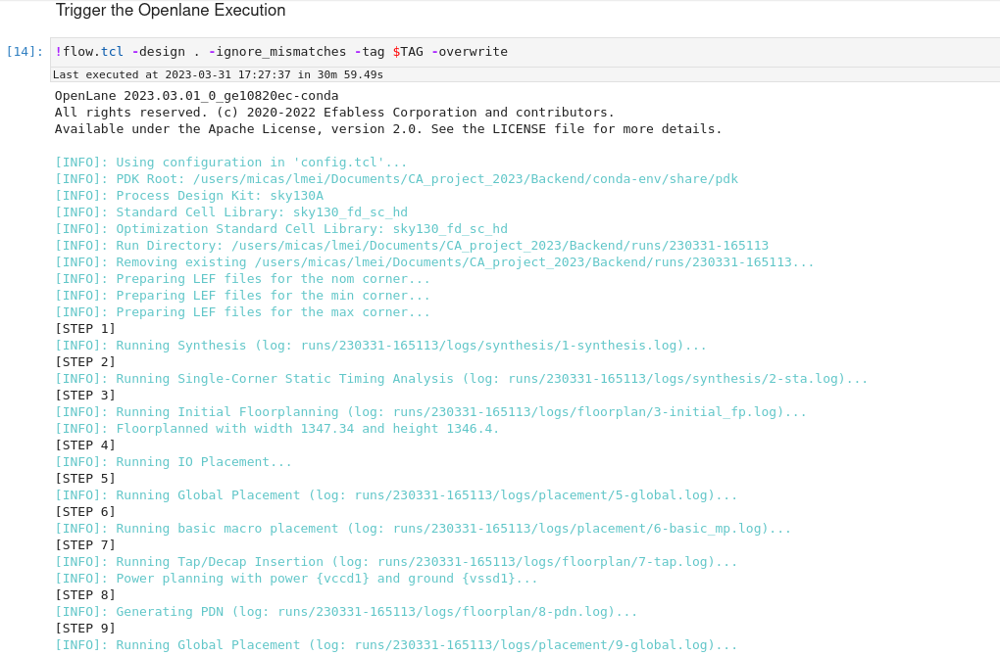 Trigger the Openlane Execution
[14]: !flow.tcl -design . -ignore_mismatches -tag $TAG -overwrite
Last executed at 2023-03-31 17:27:37 in 30m 59.49s
OpenLane 2023.03.01_0_ge10820ec-conda
All rights reserved. (c) 2020-2022 Efabless Corporation and contributors.
Available under the Apache License, version 2.0. See the LICENSE file for more details.
[INFO]: Using configuration in 'config.tcl'...
[INFO]: PDK Root: /users/micas/lmei/Documents/CA_project_2023/Backend/conda-env/share/pdk
[INFO]: Process Design Kit: sky130A
[INFO]: Standard Cell Library: sky130_fd_sc_hd
[INFO]: Optimization Standard Cell Library: sky130_fd_sc_hd
[INFO]: Run Directory: /users/micas/lmei/Documents/CA_project_2023/Backend/runs/230331-165113
[INFO]: Removing existing /users/micas/lmei/Documents/CA_project_2023/Backend/runs/230331-165113...
[INFO]: Preparing LEF files for the nom corner...
[INFO]: Preparing LEF files for the min corner...
[INFO]: Preparing LEF files for the max corner...
[STEP 1]
[INFO]: Running Synthesis (log: runs/230331-165113/logs/synthesis/1-synthesis.log)...
[STEP 2]
[INFO]: Running Single-Corner Static Timing Analysis (log: runs/230331-165113/logs/synthesis/2-sta.log)...
[STEP 3]
[INFO]: Running Initial Floorplanning (log: runs/230331-165113/logs/floorplan/3-initial_fp.log)...
[INFO]: Floorplanned with width 1347.34 and height 1346.4.
[STEP 4]
[INFO]: Running IO Placement...
[STEP 5]
[INFO]: Running Global Placement (log: runs/230331-165113/logs/placement/5-global.log)...
[STEP 6]
[INFO]: Running basic macro placement (log: runs/230331-165113/logs/placement/6-basic_mp.log)...
[STEP 7]
[INFO]: Running Tap/Decap Insertion (log: runs/230331-165113/logs/floorplan/7-tap.log)...
[INFO]: Power planning with power {vccd1} and ground {vssd1}...
[STEP 8]
[INFO]: Generating PDN (log: runs/230331-165113/logs/floorplan/8-pdn.log)...
[STEP 9]
[INFO]: Running Global Placement (log: runs/230331-165113/logs/placement/9-global.log)...